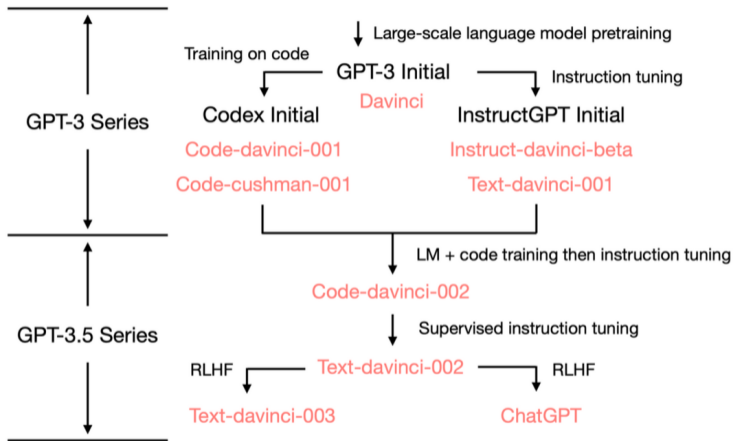 Large-scale language model pretraining
Training on code
GPT-3 Initial
Instruction tuning
Davinci
Codex Initial
InstructGPT Initial
GPT-3 Series
Code-davinci-001
Instruct-davinci-beta
Code-cushman-001
Text-davinci-001
LM + code training then instruction tuning
Code-davinci-002
GPT-3.5 Series
Supervised instruction tuning
RLHF
Text-davinci-002
RLHF
Text-davinci-003
ChatGPT